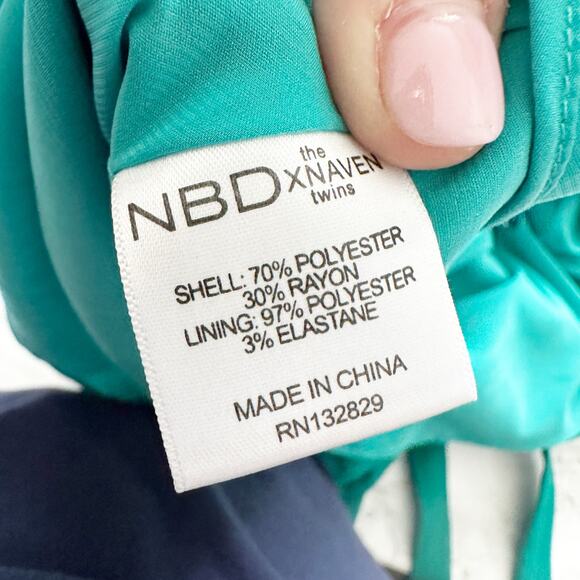 NBD x the NAVEN twins
SHELL: 70% POLYESTER
30% RAYON
LINING: 97% POLYESTER
3% ELASTANE
MADE IN CHINA
RN132829